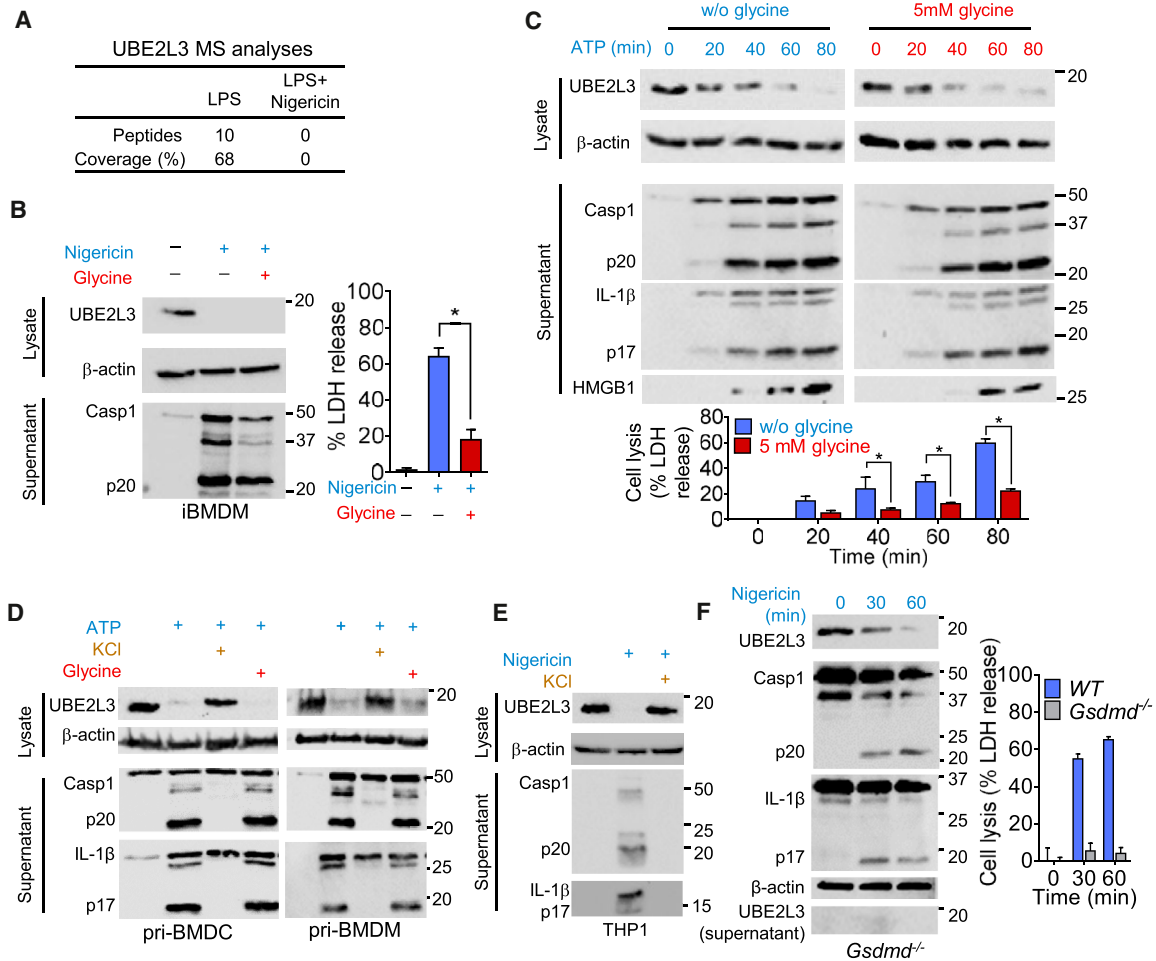 A
UBE2L3 MS analyses
LPS LPS+ Nigericin
Peptides 10 0
Coverage (%) 68 0
B
Nigericin – + +
Glycine – – +
Lysate
UBE2L3
20
β-actin
Supernatant
Casp1
50
37
p20
20
iBMDM
% LDH release
100
80
60
40
20
0
*
Nigericin – + +
Glycine – – +
C
w/o glycine 5mM glycine
ATP (min) 0 20 40 60 80 0 20 40 60 80
Lysate
UBE2L3
20
β-actin
Supernatant
Casp1
50
37
p20
20
IL-1β
25
20
p17
HMGB1
25
Cell lysis
(% LDH
release)
80
60
40
20
0
w/o glycine
5 mM glycine
* * *
0 20 40 60 80
Time (min)
D
ATP + + + + + +
KCl + +
Glycine + +
Lysate
UBE2L3
20
β-actin
Supernatant
Casp1
50
p20
20
IL-1β
25
20
p17
pri-BMDC pri-BMDM
E
Nigericin + +
KCl +
Lysate
UBE2L3
20
β-actin
Supernatant
Casp1
50
25
p20
20
IL-1β
p17
15
THP1
F
Nigericin
(min)
0 30 60
UBE2L3
20
Casp1
50
37
25
p20
20
37
IL-1β
25
p17
20
β-actin
UBE2L3
(supernatant)
20
Gsdmd-/-
Cell lysis (% LDH release)
100
80
60
40
20
0
WT
Gsdmd-/-
0 30 60
Time (min)